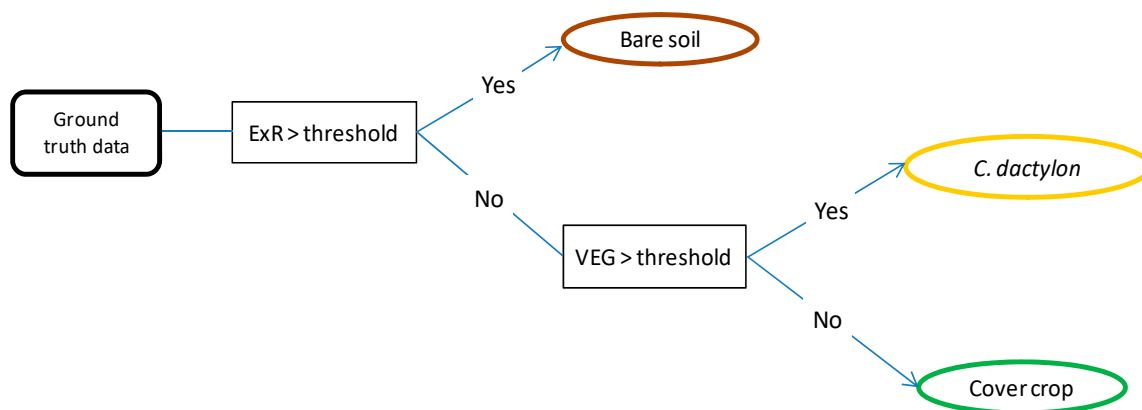 Bare soil
Yes
Ground
truth data
ExR > threshold
C. dactylon
No
Yes
VEG > threshold
No
Cover crop